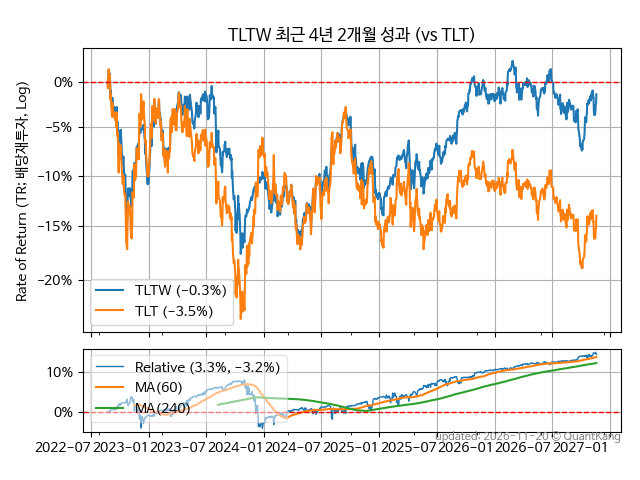 TLTW 최근 4년 2개월 성과 (vs TLT)
Rate of Return (TR: 배당재투자, Log)
0%
−5%
−10%
−15%
−20%
TLTW (−0.3%)
TLT (−3.5%)
10%
0%
Relative (3.3%, −3.2%)
MA(60)
MA(240)
2022−07
2023−01
2023−07
2024−01
2024−07
2025−01
2025−07
2026−01
2026−07
2027−01
updated: 2026−11−20 © QuantKang